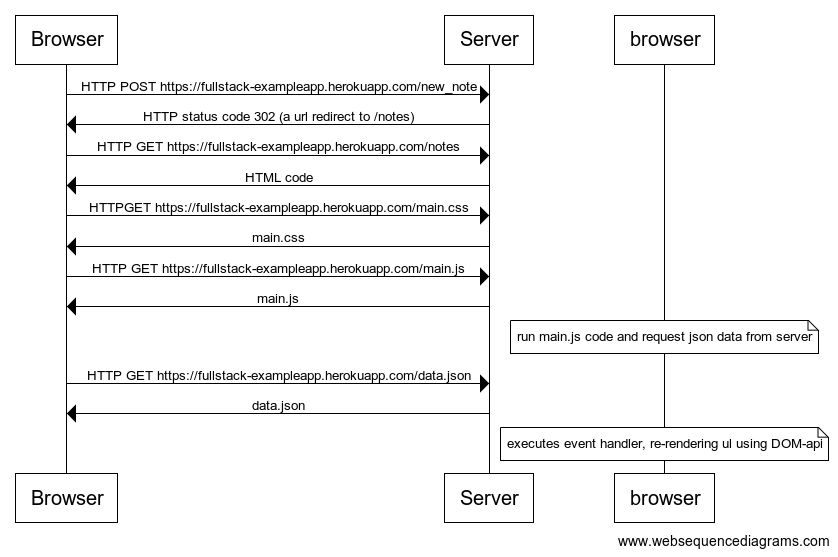 Browser
Server
browser
HTTP POST https://fullstack-exampleapp.herokuapp.com/new_note
HTTP status code 302 (a url redirect to /notes)
HTTP GET https://fullstack-exampleapp.herokuapp.com/notes
HTML code
HTTPGET https://fullstack-exampleapp.herokuapp.com/main.css
main.css
HTTP GET https://fullstack-exampleapp.herokuapp.com/main.js
main.js
run main.js code and request json data from server
HTTP GET https://fullstack-exampleapp.herokuapp.com/data.json
data.json
executes event handler, re-rendering ul using DOM-api
Browser
Server
browser
www.websequencediagrams.com